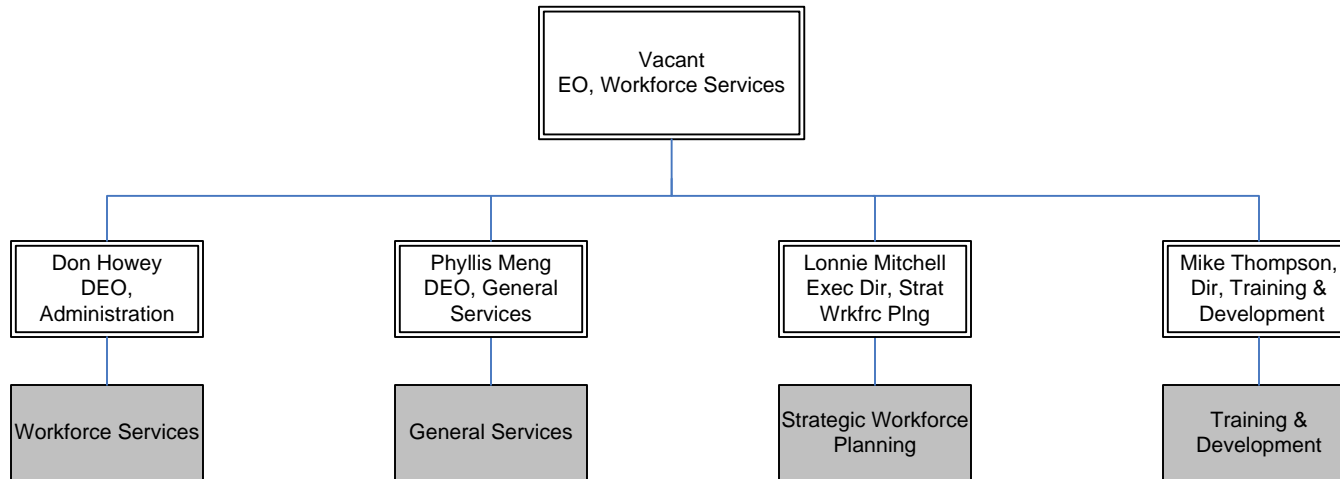 Vacant
EO, Workforce Services
Don Howey
DEO,
Administration
Phyllis Meng
DEO, General
Services
Lonnie Mitchell
Exec Dir, Strat
Wrkfrc Plng
Mike Thompson,
Dir, Training &
Development
Workforce Services
General Services
Strategic Workforce
Planning
Training &
Development